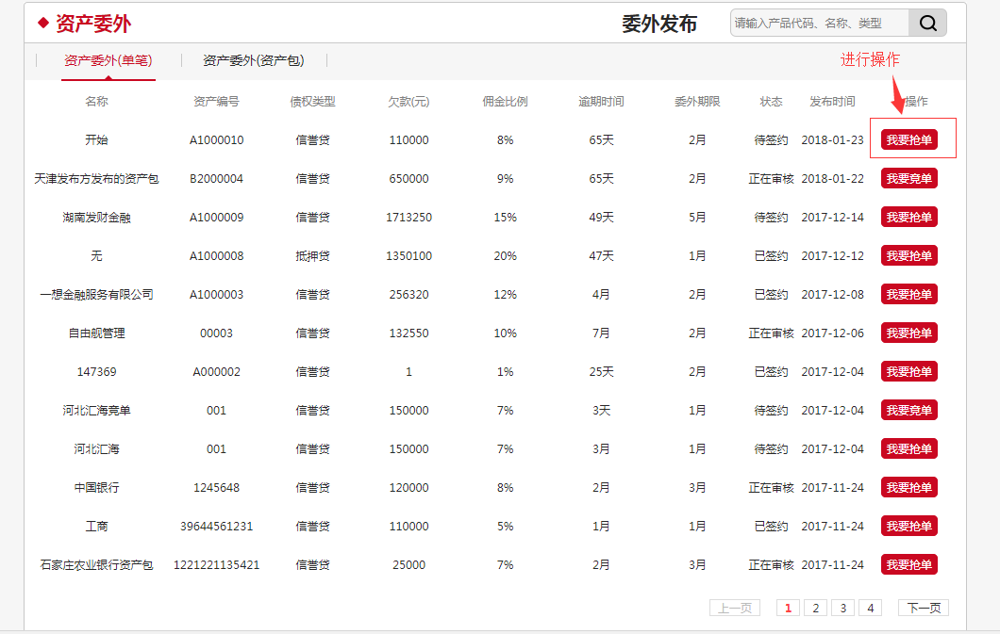 资产委外 委外发布 请输入产品代码、名称、类型
资产委外(单笔) 资产委外(资产包) 进行操作
名称 资产编号 债权类型 欠款(元) 佣金比例 逾期时间 委外期限 状态 发布时间 操作
开始 A1000010 信誉贷 110000 8% 65天 2月 待签约 2018-01-23 我要抢单
天津发布方发布的资产包 B2000004 信誉贷 650000 9% 65天 2月 正在审核 2018-01-22 我要竞单
湖南发财金融 A1000009 信誉贷 1713250 15% 49天 5月 待签约 2017-12-14 我要抢单
无 A1000008 抵押贷 1350100 20% 47天 1月 已签约 2017-12-12 我要抢单
一想金融服务有限公司 A1000003 信誉贷 256320 12% 4月 2月 已签约 2017-12-08 我要抢单
自由舰管理 00003 信誉贷 132550 10% 7月 2月 正在审核 2017-12-06 我要抢单
147369 A000002 信誉贷 1 1% 25天 2月 已签约 2017-12-04 我要抢单
河北汇海竞单 001 信誉贷 150000 7% 3天 1月 待签约 2017-12-04 我要竞单
河北汇海 001 信誉贷 150000 7% 3月 1月 待签约 2017-12-04 我要抢单
中国银行 1245648 信誉贷 120000 8% 2月 3月 正在审核 2017-11-24 我要抢单
工商 39644561231 信誉贷 110000 5% 1月 1月 已签约 2017-11-24 我要抢单
石家庄农业银行资产包 1221221135421 信誉贷 25000 7% 2月 3月 正在审核 2017-11-24 我要抢单
上一页 1 2 3 4 下一页